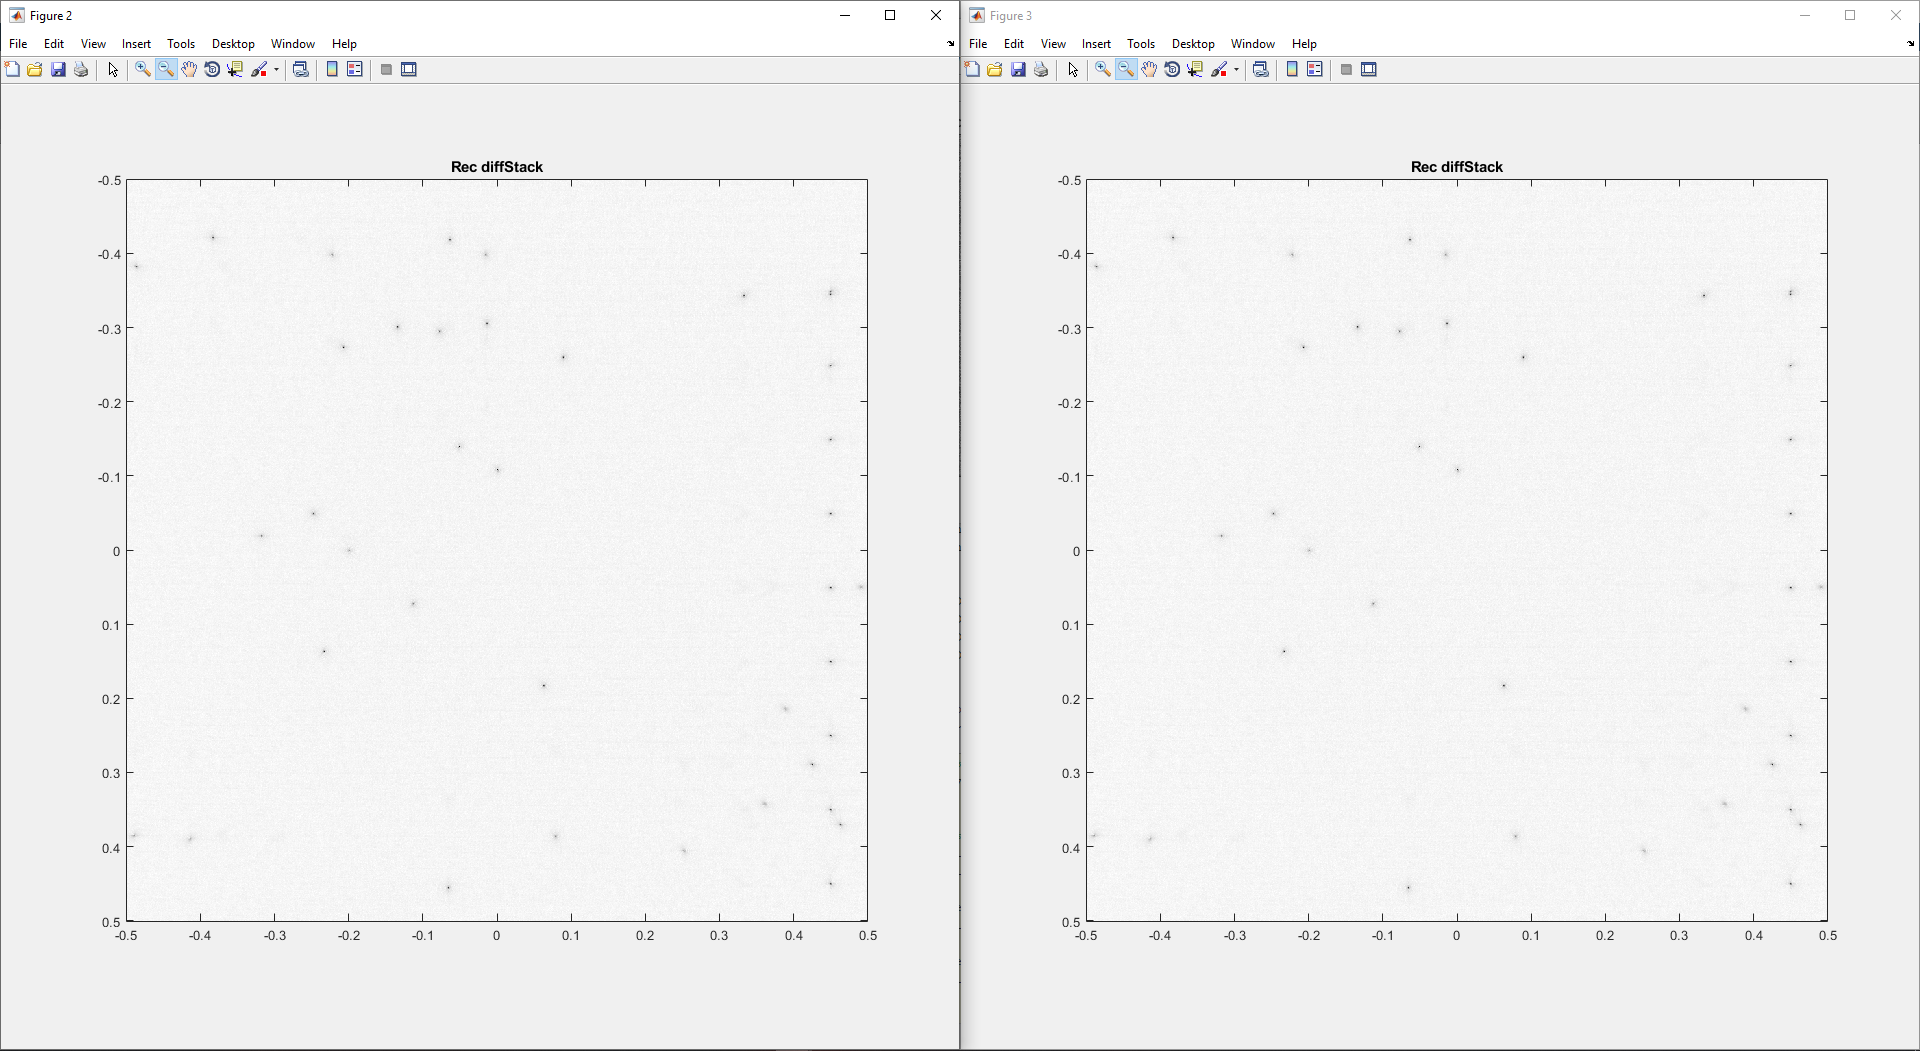 Figure 2
File Edit View Insert Tools Desktop Window Help
Rec diffStack
-0.5
-0.4
-0.3
-0.2
-0.1
0
0.1
0.2
0.3
0.4
0.5
-0.5 -0.4 -0.3 -0.2 -0.1 0 0.1 0.2 0.3 0.4 0.5
Figure 3
File Edit View Insert Tools Desktop Window Help
Rec diffStack
-0.5
-0.4
-0.3
-0.2
-0.1
0
0.1
0.2
0.3
0.4
0.5
-0.5 -0.4 -0.3 -0.2 -0.1 0 0.1 0.2 0.3 0.4 0.5